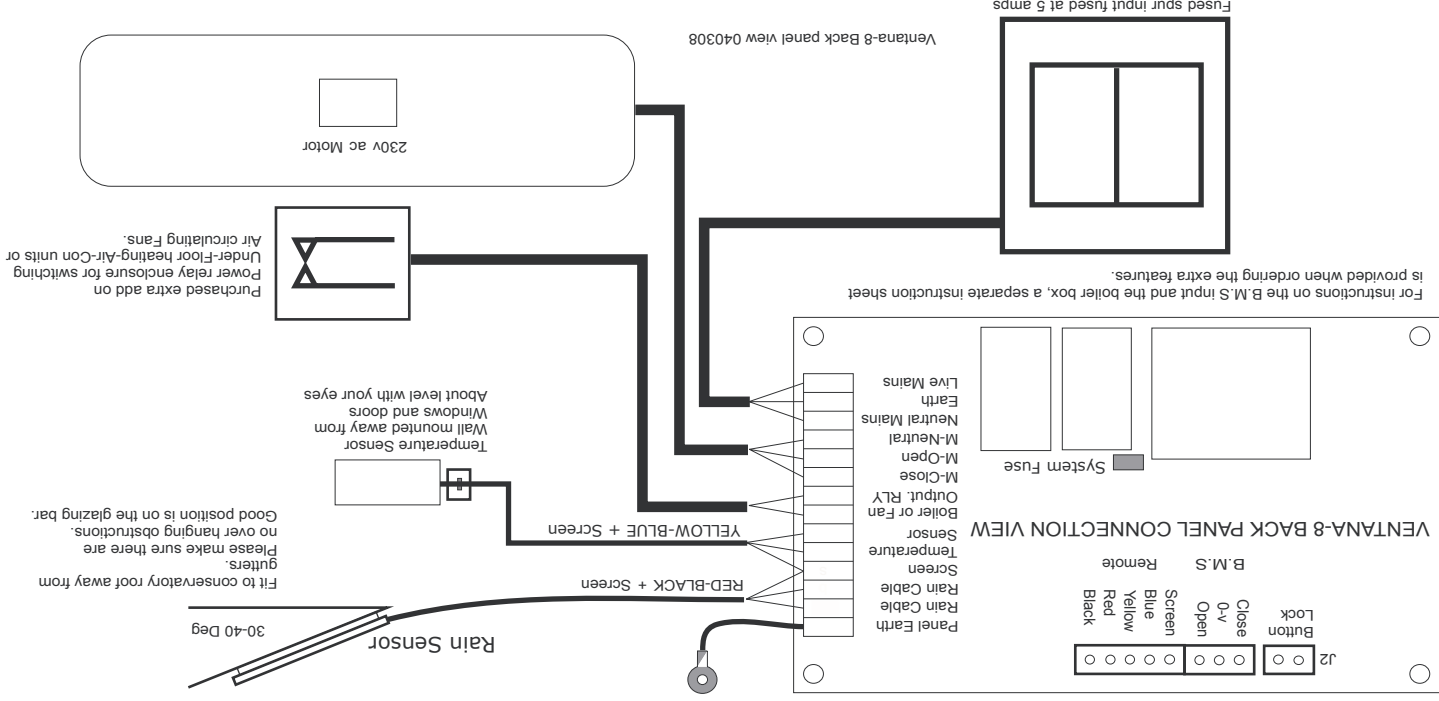 J2
Button
Lock
Close
0-v
Open
Screen
Blue
Yellow
Red
Black
B.M.S
Remote
VENTANA-8 BACK PANEL CONNECTION VIEW
System Fuse
Panel Earth
Rain Cable
Rain Cable
Screen
Temperature
Sensor
Boiler or Fan
Output. RLY
M-Close
M-Open
M-Neutral
Neutral Mains
Earth
Live Mains
Rain Sensor
30-40 Deg
RED-BLACK + Screen
Fit to conservatory roof away from
gutters.
Please make sure there are
no over hanging obstructions.
Good position is on the glazing bar.
YELLOW-BLUE + Screen
Temperature Sensor
Wall mounted away from
Windows and doors
About level with your eyes
For instructions on the B.M.S input and the boiler box, a separate instruction sheet
is provided when ordering the extra features.
Purchased extra add on
Power relay enclosure for switching
Under-Floor heating-Air-Con units or
Air circulating Fans.
230v ac Motor
Ventana-8 Back panel view 040308
Fused spur input fused at 5 amps